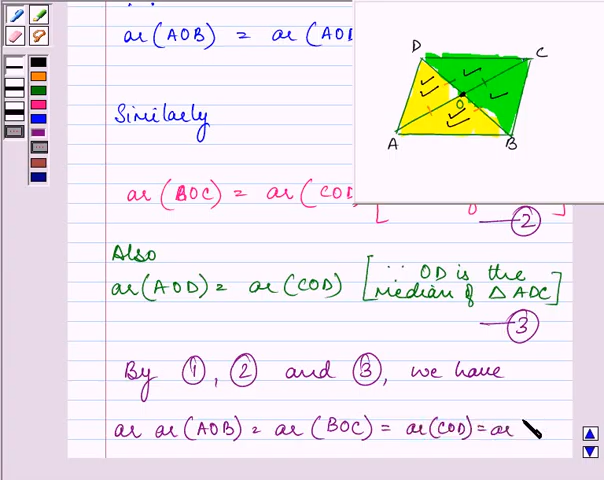 ar (AOB) = ar (AOD
D
C
O
A
B
Similarly
ar (BOC) = ar (COD
②
Also
ar (AOD) = ar (COD) [∵ OD is the
median of △ ADC]
③
By ①, ② and ③, we have
ar ar (AOB) = ar (BOC) = ar (COD) = ar